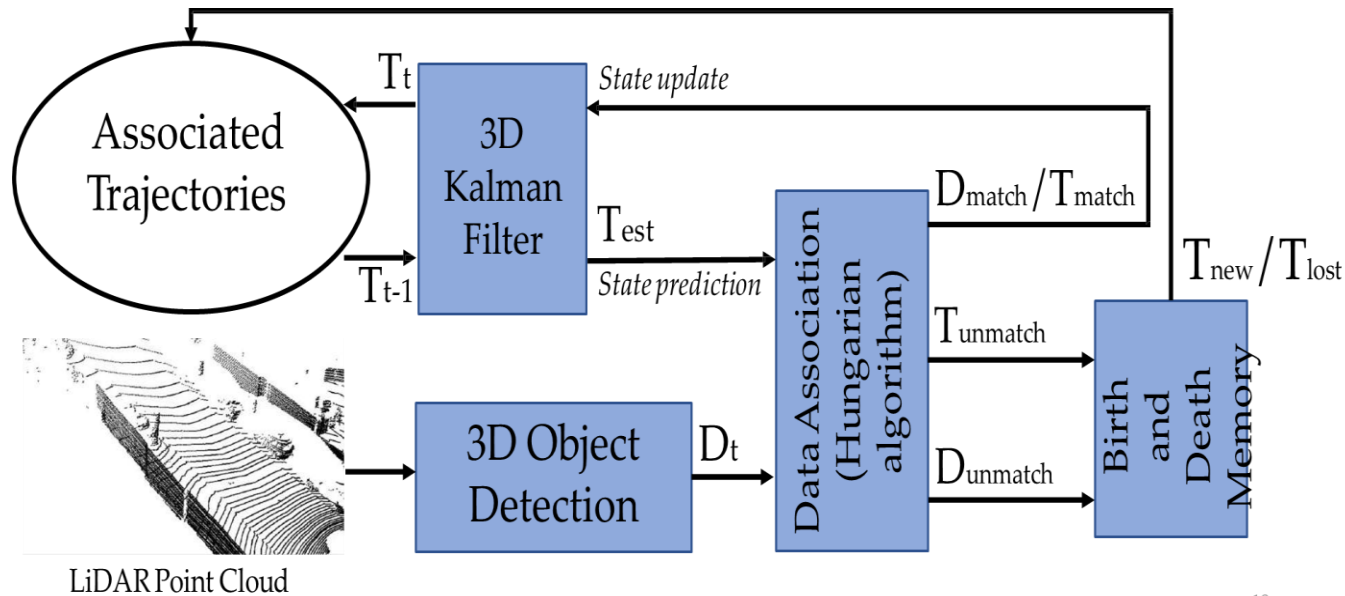 Associated
Trajectories
Tt
Tt-1
3D
Kalman
Filter
State update
Test
State prediction
Data Association
(Hungarian
algorithm)
Dmatch/Tmatch
Tunmatch
Dunmatch
Tnew/Tlost
Birth
and
Death
Memory
3D Object
Detection
Dt
LiDAR Point Cloud